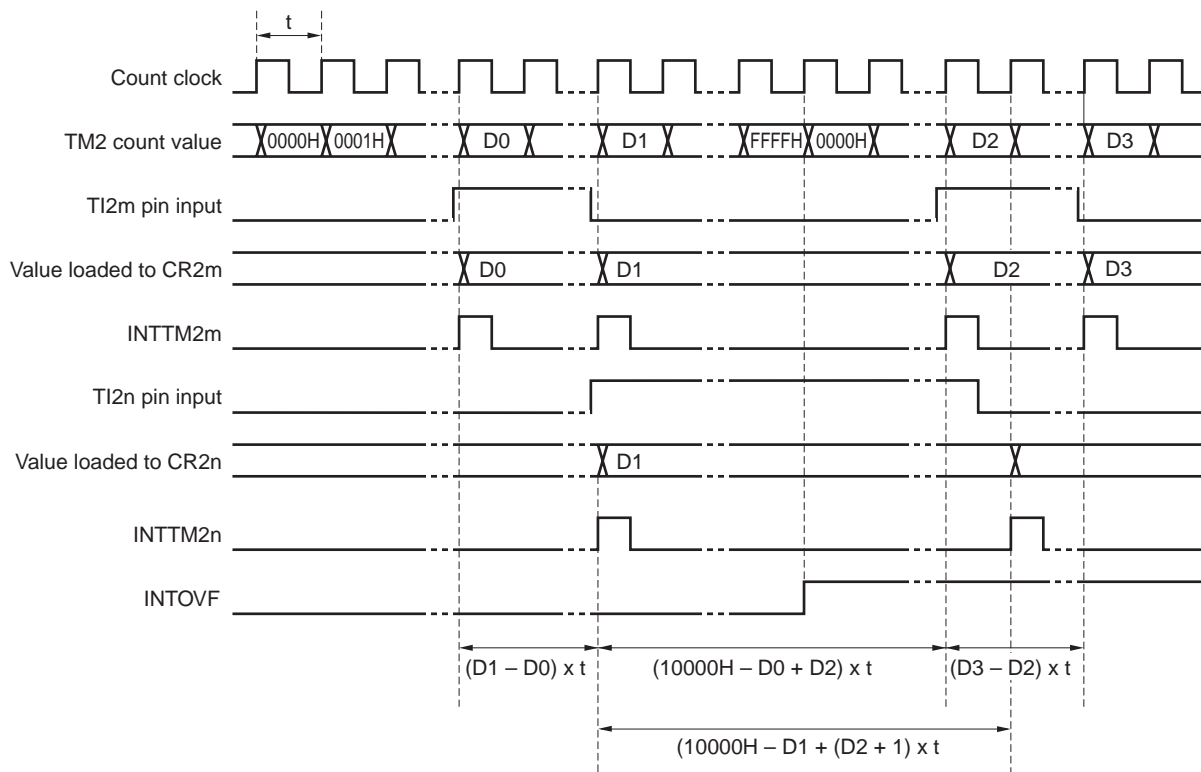 t
Count clock
TM2 count value 0000H 0001H D0 D1 FFFFH 0000H D2 D3
TI2m pin input
Value loaded to CR2m D0 D1 D2 D3
INTTM2m
TI2n pin input
Value loaded to CR2n D1
INTTM2n
INTOVF
(D1 – D0) x t (10000H – D0 + D2) x t (D3 – D2) x t
(10000H – D1 + (D2 + 1) x t